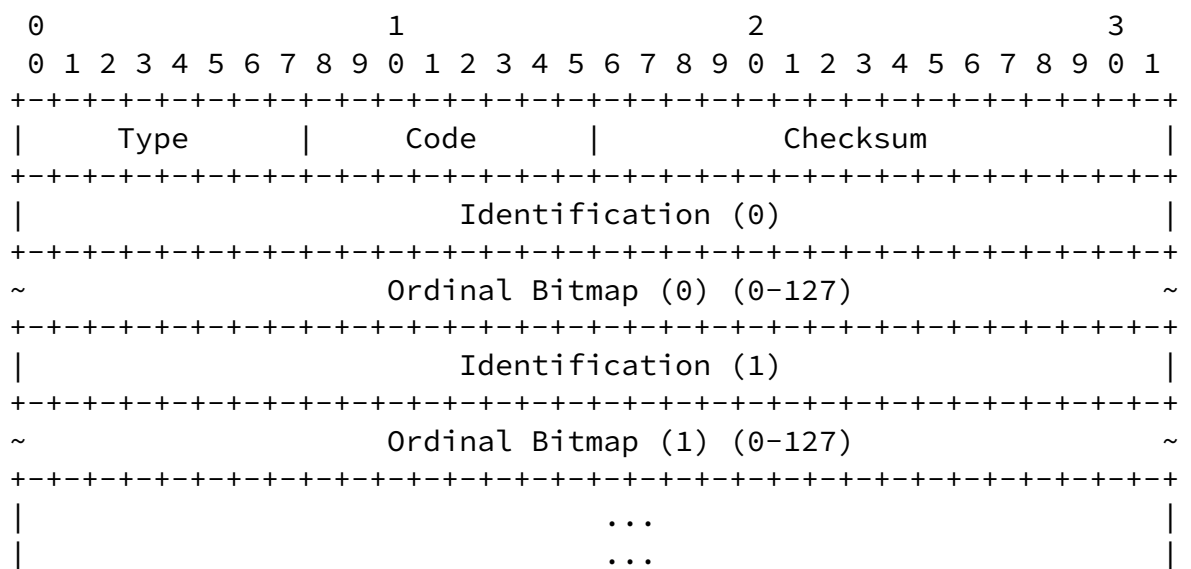 0                   1                   2                   3
 0 1 2 3 4 5 6 7 8 9 0 1 2 3 4 5 6 7 8 9 0 1 2 3 4 5 6 7 8 9 0 1
+-+-+-+-+-+-+-+-+-+-+-+-+-+-+-+-+-+-+-+-+-+-+-+-+-+-+-+-+-+-+-+-+
|     Type      |     Code      |          Checksum             |
+-+-+-+-+-+-+-+-+-+-+-+-+-+-+-+-+-+-+-+-+-+-+-+-+-+-+-+-+-+-+-+-+
|                        Identification (0)                     |
+-+-+-+-+-+-+-+-+-+-+-+-+-+-+-+-+-+-+-+-+-+-+-+-+-+-+-+-+-+-+-+-+
~                    Ordinal Bitmap (0) (0-127)                 ~
+-+-+-+-+-+-+-+-+-+-+-+-+-+-+-+-+-+-+-+-+-+-+-+-+-+-+-+-+-+-+-+-+
|                        Identification (1)                     |
+-+-+-+-+-+-+-+-+-+-+-+-+-+-+-+-+-+-+-+-+-+-+-+-+-+-+-+-+-+-+-+-+
~                    Ordinal Bitmap (1) (0-127)                 ~
+-+-+-+-+-+-+-+-+-+-+-+-+-+-+-+-+-+-+-+-+-+-+-+-+-+-+-+-+-+-+-+-+
|                                ...                            |
|                                ...                            |